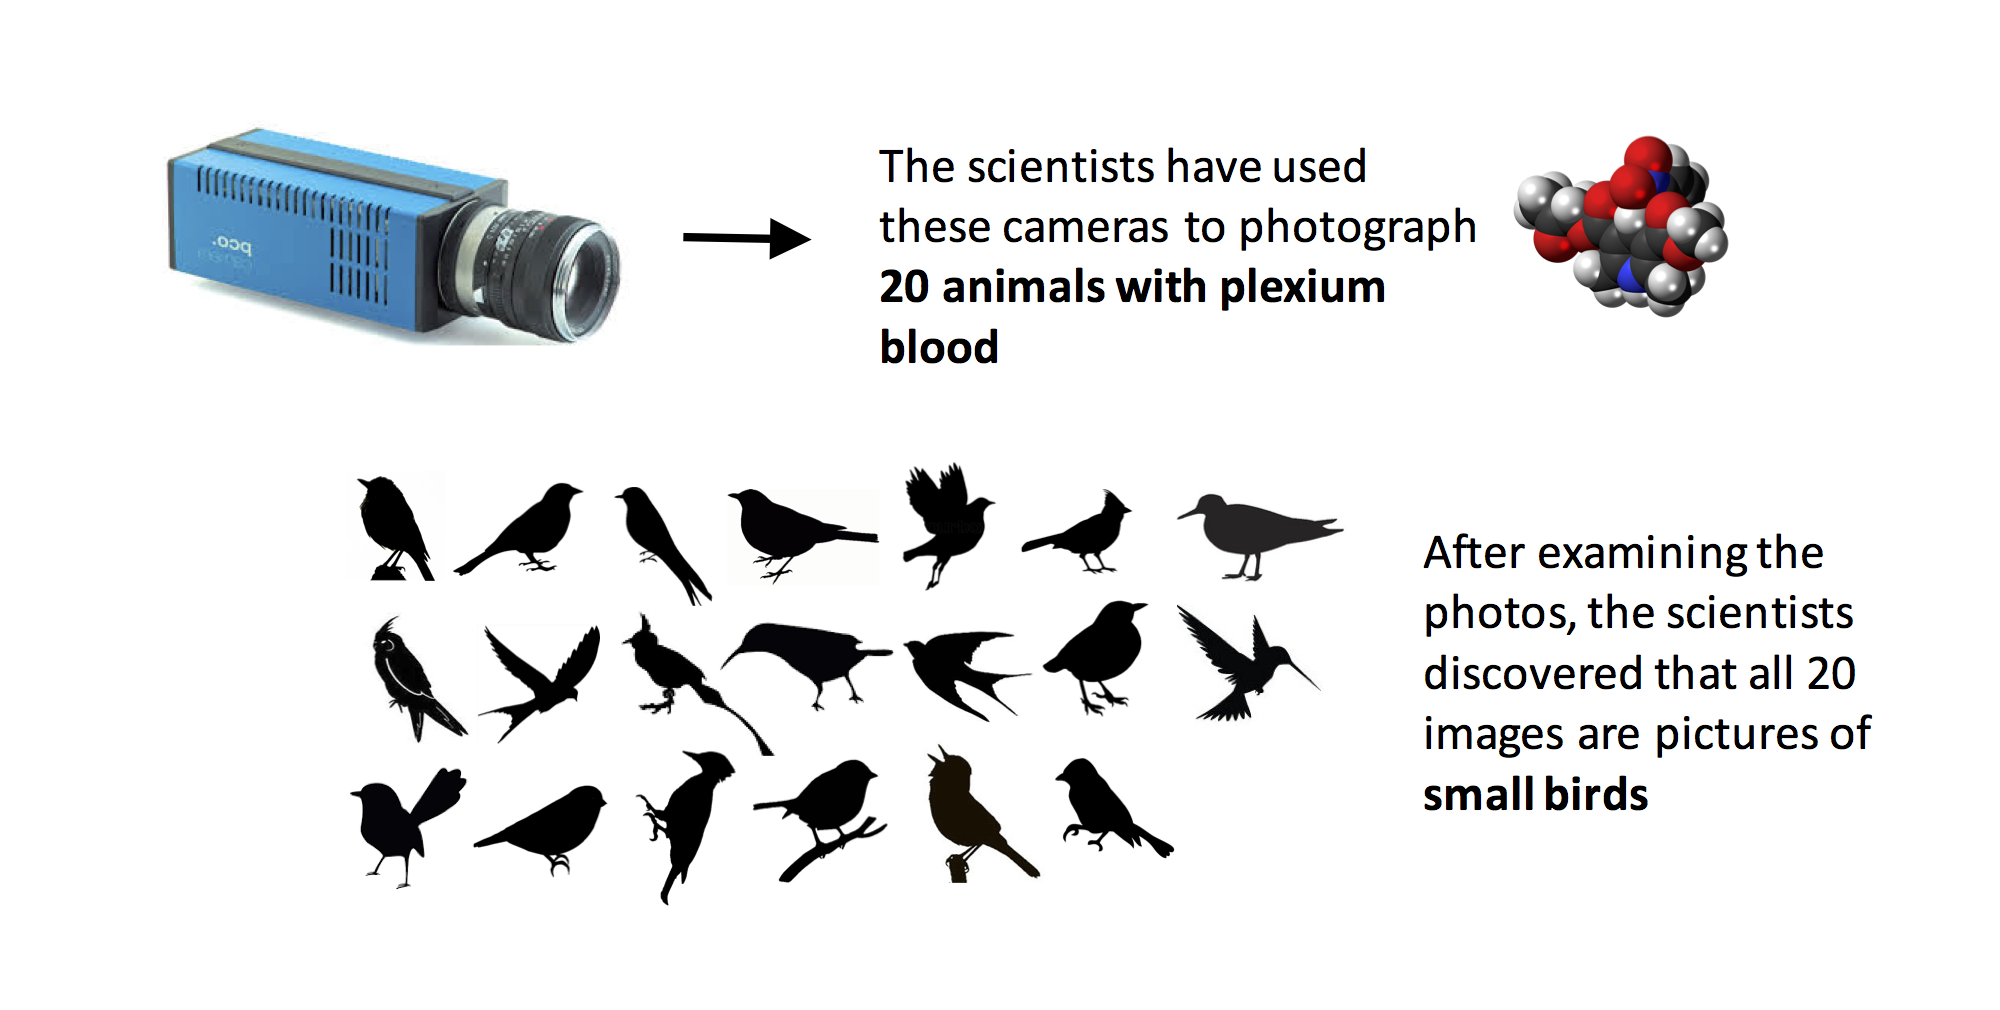 pco.
The scientists have used
these cameras to photograph
20 animals with plexium
blood
After examining the
photos, the scientists
discovered that all 20
images are pictures of
small birds